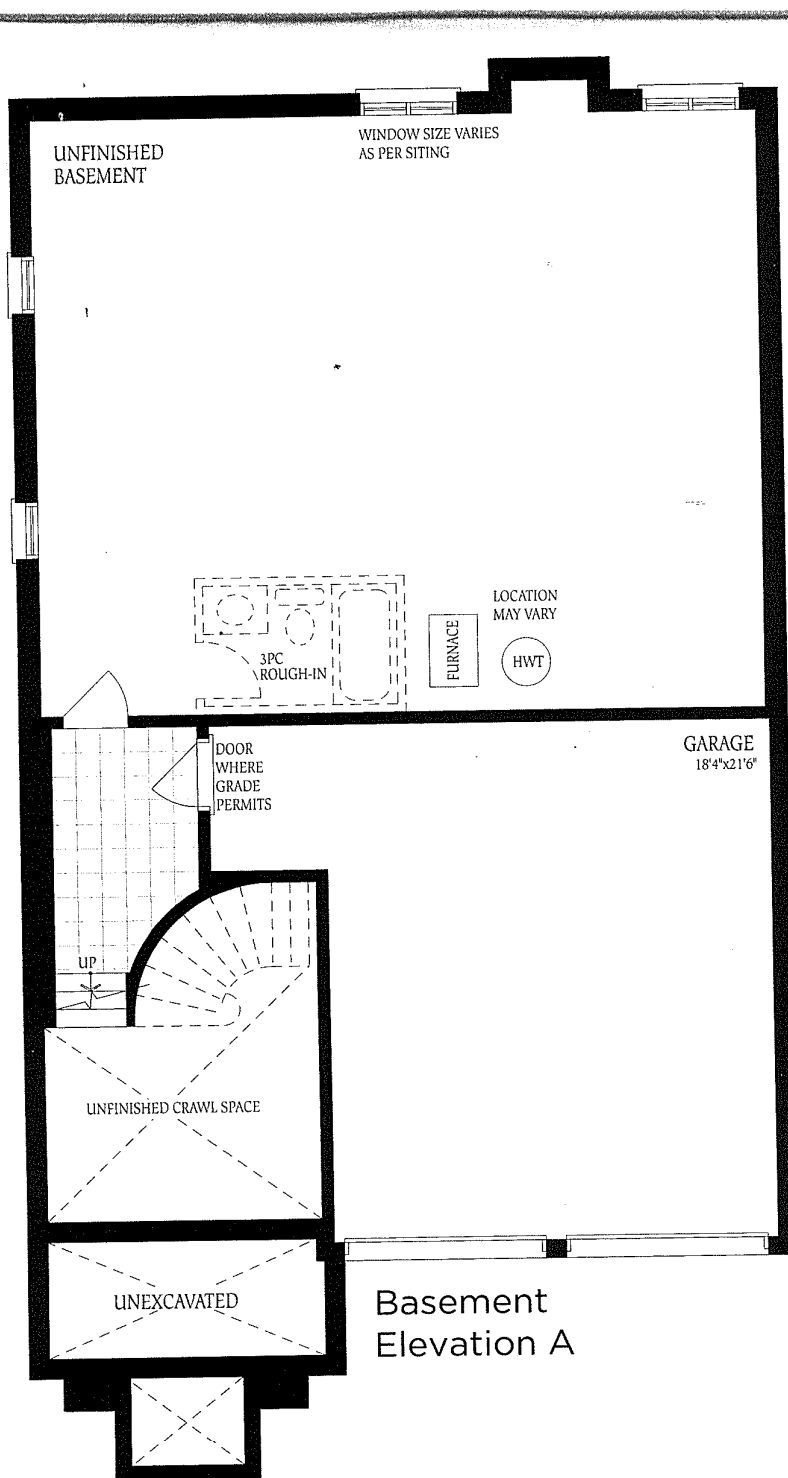 UNFINISHED
BASEMENT
WINDOW SIZE VARIES
AS PER SITING
LOCATION
MAY VARY
3PC
ROUGH-IN
FURNACE
HWT
DOOR
WHERE
GRADE
PERMITS
GARAGE
18'4"x21'6"
UP
UNFINISHED CRAWL SPACE
UNEXCAVATED
Basement
Elevation A